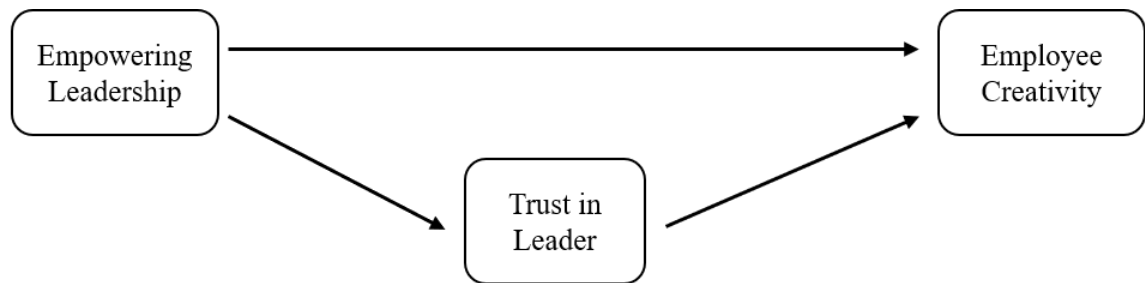 Empowering
Leadership
Employee
Creativity
Trust in
Leader